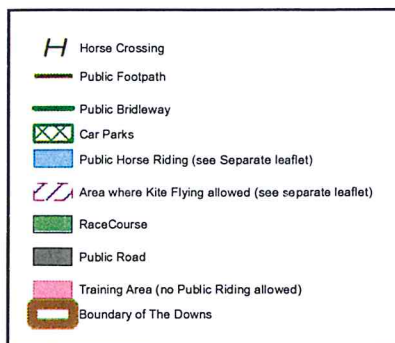 Horse Crossing
Public Footpath
Public Bridleway
Car Parks
Public Horse Riding (see Separate leaflet)
Area where Kite Flying allowed (see separate leaflet)
RaceCourse
Public Road
Training Area (no Public Riding allowed)
Boundary of The Downs